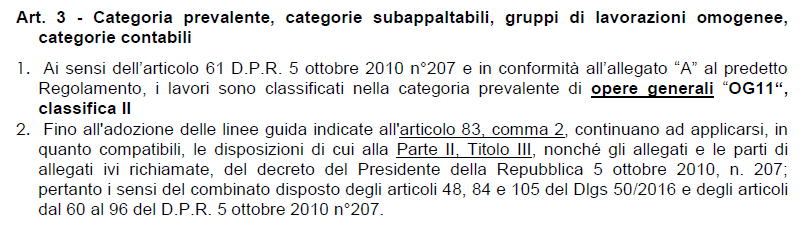 Art. 3 - Categoria prevalente, categorie subappaltabili, gruppi di lavorazioni omogenee,
categorie contabili
1. Ai sensi dell’articolo 61 D.P.R. 5 ottobre 2010 n°207 e in conformità all’allegato “A” al predetto
Regolamento, i lavori sono classificati nella categoria prevalente di opere generali “OG11“,
classifica II
2. Fino all'adozione delle linee guida indicate all'articolo 83, comma 2, continuano ad applicarsi, in
quanto compatibili, le disposizioni di cui alla Parte II, Titolo III, nonché gli allegati e le parti di
allegati ivi richiamate, del decreto del Presidente della Repubblica 5 ottobre 2010, n. 207;
pertanto i sensi del combinato disposto degli articoli 48, 84 e 105 del Dlgs 50/2016 e degli articoli
dal 60 al 96 del D.P.R. 5 ottobre 2010 n°207.